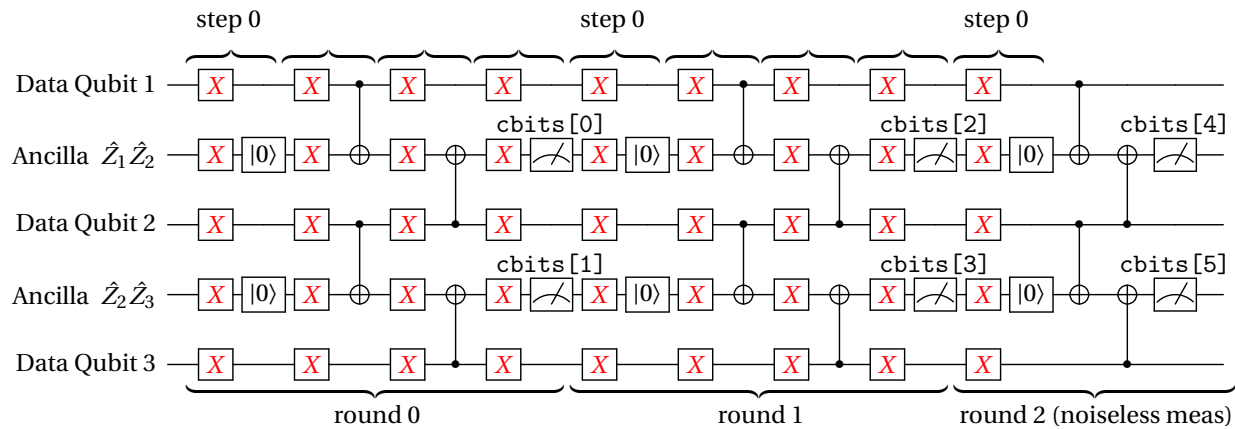 step 0 step 0 step 0
Data Qubit 1 X X X X X X X X X
cbits[0] cbits[2] cbits[4]
Ancilla Ẑ₁Ẑ₂ X |0⟩ X X X X |0⟩ X X X X |0⟩
Data Qubit 2 X X X X X X X X X
cbits[1] cbits[3] cbits[5]
Ancilla Ẑ₂Ẑ₃ X |0⟩ X X X X |0⟩ X X X X |0⟩
Data Qubit 3 X X X X X X X X X
round 0 round 1 round 2 (noiseless meas)